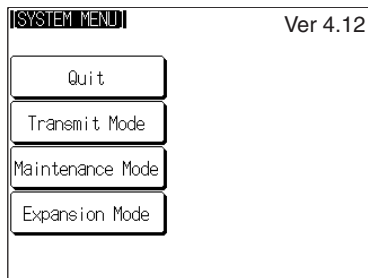 [SYSTEM MENU]
Ver 4.12
Quit
Transmit Mode
Maintenance Mode
Expansion Mode